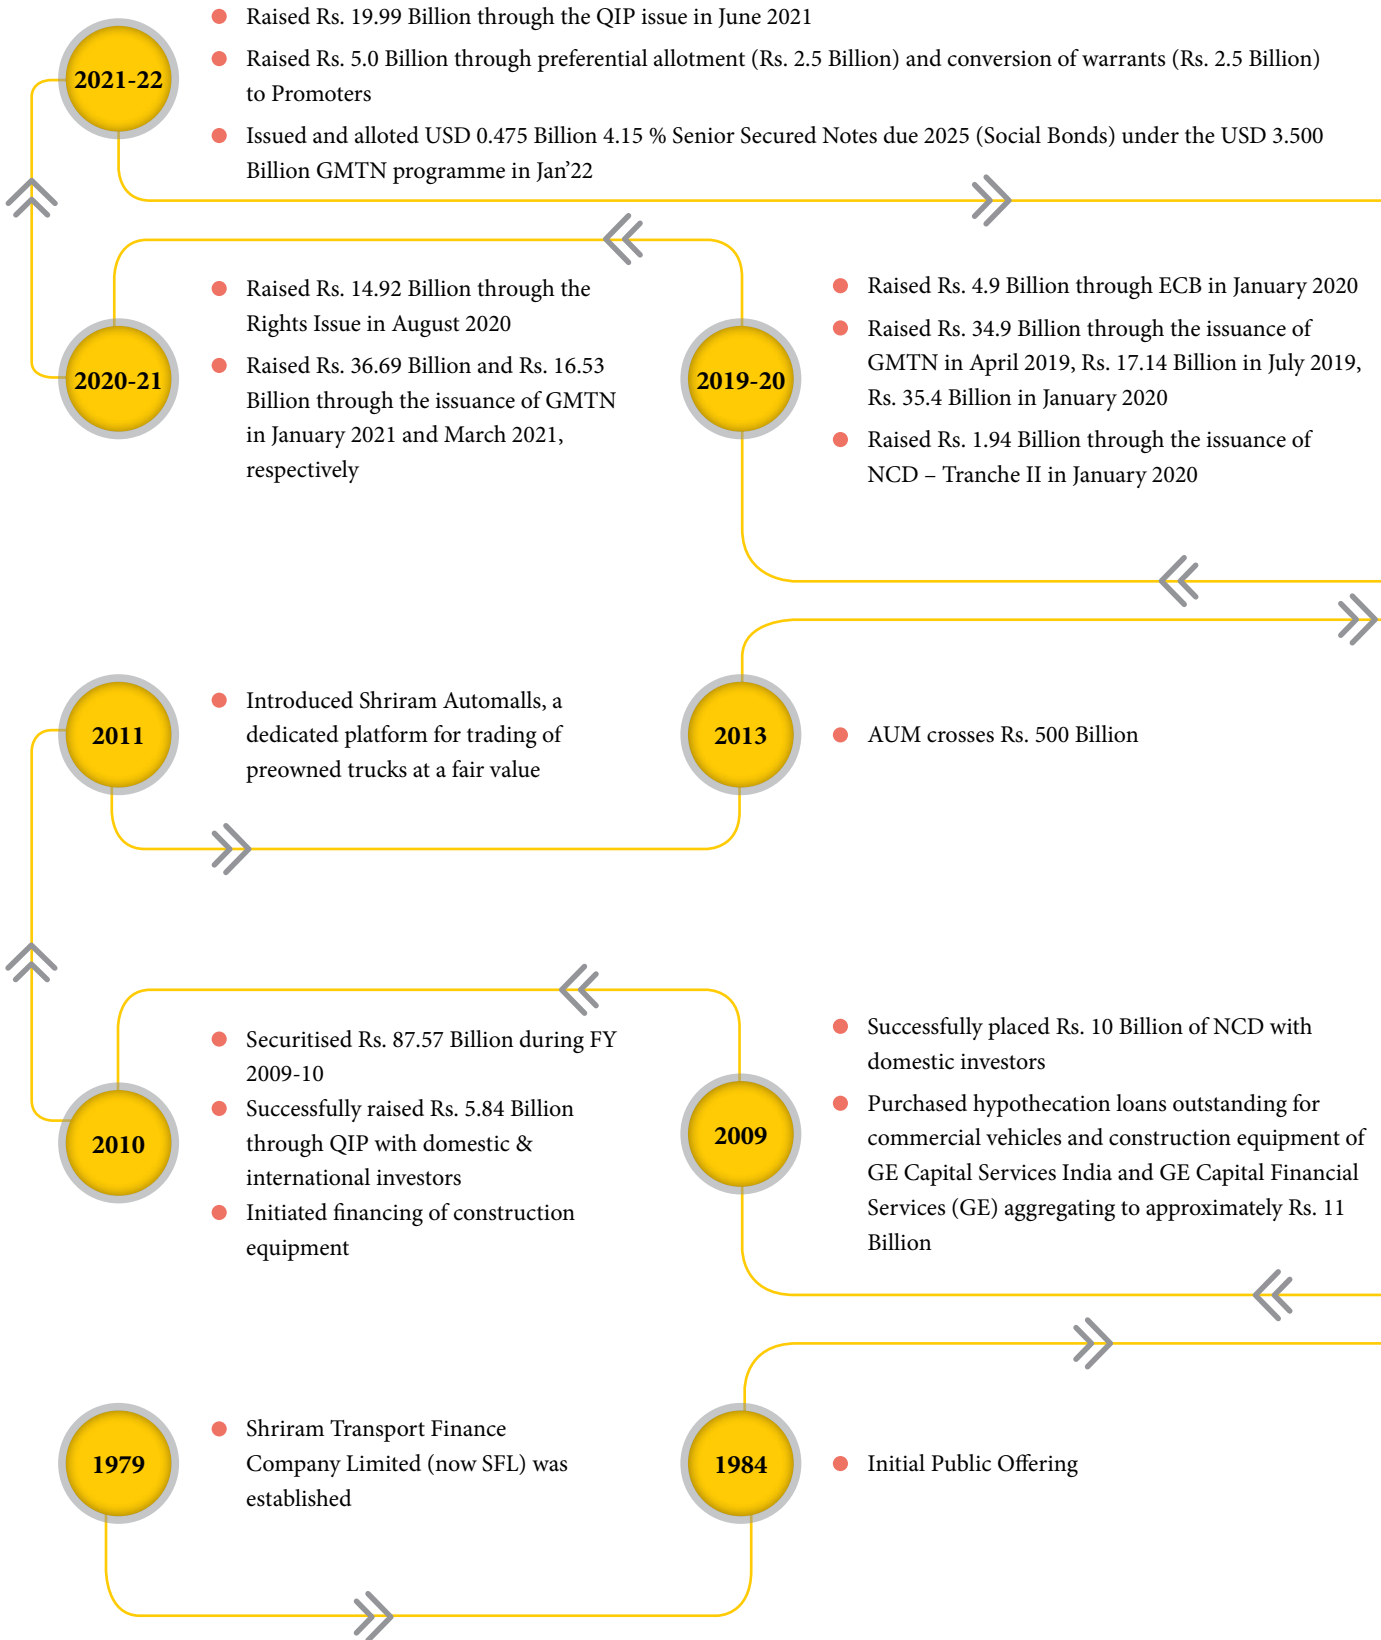 Raised Rs. 19.99 Billion through the QIP issue in June 2021
2021-22
Raised Rs. 5.0 Billion through preferential allotment (Rs. 2.5 Billion) and conversion of warrants (Rs. 2.5 Billion)
to Promoters
Issued and alloted USD 0.475 Billion 4.15 % Senior Secured Notes due 2025 (Social Bonds) under the USD 3.500
Billion GMTN programme in Jan’22
2020-21
Raised Rs. 14.92 Billion through the
Rights Issue in August 2020
Raised Rs. 36.69 Billion and Rs. 16.53
Billion through the issuance of GMTN
in January 2021 and March 2021,
respectively
2019-20
Raised Rs. 4.9 Billion through ECB in January 2020
Raised Rs. 34.9 Billion through the issuance of
GMTN in April 2019, Rs. 17.14 Billion in July 2019,
Rs. 35.4 Billion in January 2020
Raised Rs. 1.94 Billion through the issuance of
NCD – Tranche II in January 2020
2011
Introduced Shriram Automalls, a
dedicated platform for trading of
preowned trucks at a fair value
2013
AUM crosses Rs. 500 Billion
2010
Securitised Rs. 87.57 Billion during FY
2009-10
Successfully raised Rs. 5.84 Billion
through QIP with domestic &
international investors
Initiated financing of construction
equipment
2009
Successfully placed Rs. 10 Billion of NCD with
domestic investors
Purchased hypothecation loans outstanding for
commercial vehicles and construction equipment of
GE Capital Services India and GE Capital Financial
Services (GE) aggregating to approximately Rs. 11
Billion
1979
Shriram Transport Finance
Company Limited (now SFL) was
established
1984
Initial Public Offering